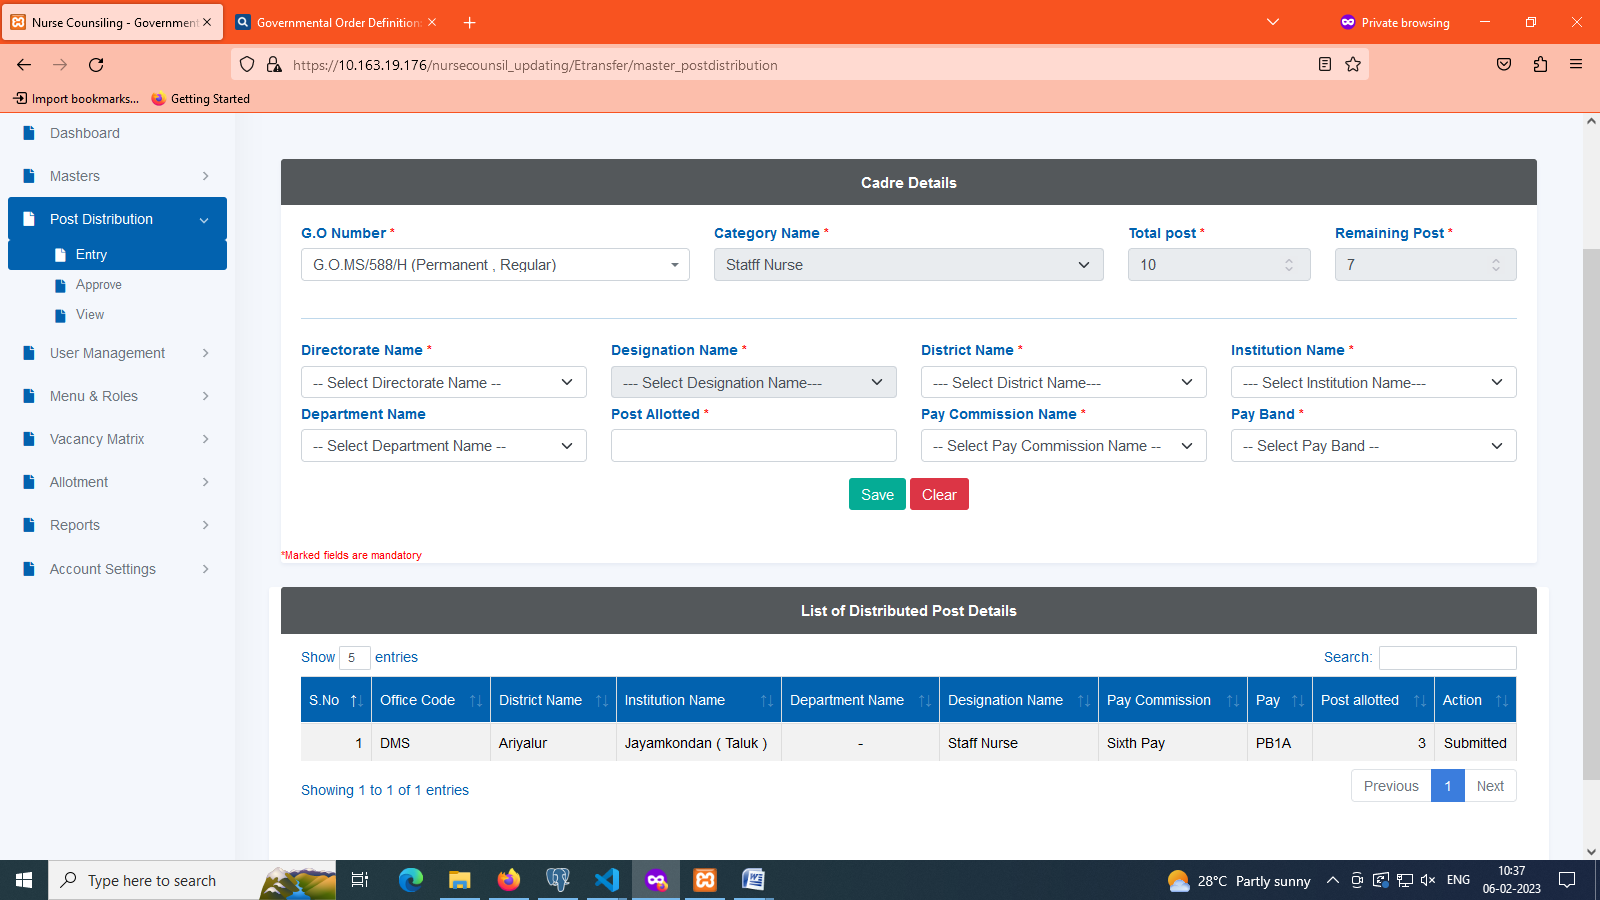 Nurse Counsiling - Government
Governmental Order Definition
Private browsing
https://10.163.19.176/nursecounsil_updating/Etransfer/master_postdistribution
Import bookmarks... Getting Started
Dashboard
Masters
Post Distribution
Entry
Approve
View
User Management
Menu & Roles
Vacancy Matrix
Allotment
Reports
Account Settings
Cadre Details
G.O Number * Category Name * Total post * Remaining Post *
G.O.MS/588/H (Permanent , Regular) Statff Nurse 10 7
Directorate Name * Designation Name * District Name * Institution Name *
-- Select Directorate Name -- --- Select Designation Name--- --- Select District Name--- --- Select Institution Name---
Department Name Post Allotted * Pay Commission Name * Pay Band *
-- Select Department Name -- -- Select Pay Commission Name -- -- Select Pay Band --
Save Clear
*Marked fields are mandatory
List of Distributed Post Details
Show 5 entries Search:
S.No Office Code District Name Institution Name Department Name Designation Name Pay Commission Pay Post allotted Action
1 DMS Ariyalur Jayamkondan ( Taluk ) - Staff Nurse Sixth Pay PB1A 3 Submitted
Showing 1 to 1 of 1 entries Previous 1 Next
Type here to search
28°C Partly sunny
ENG
10:37
06-02-2023